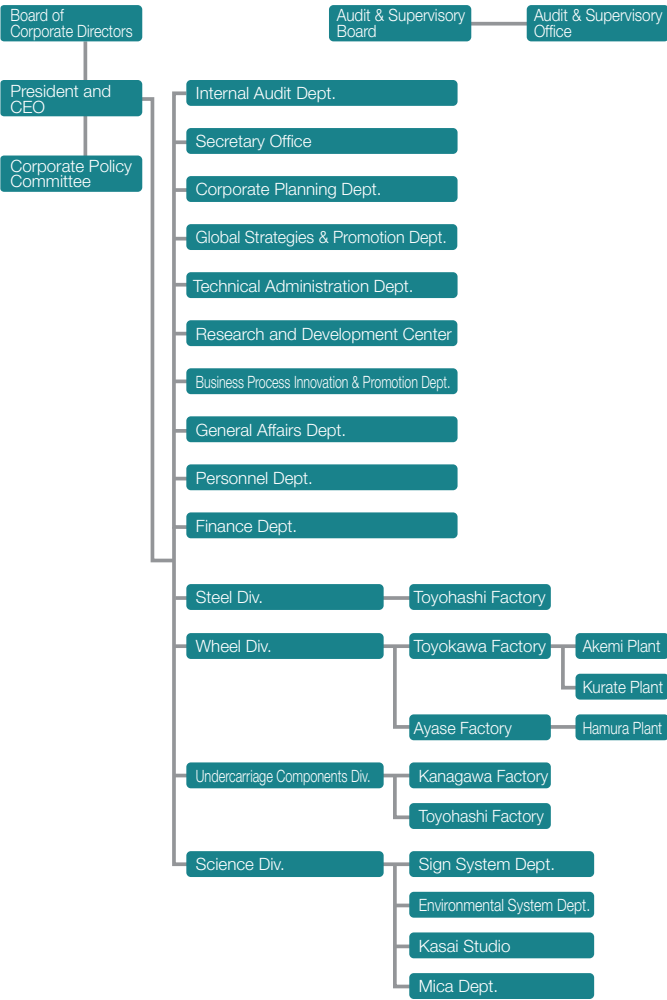 Board of
Corporate Directors
Audit & Supervisory
Board
Audit & Supervisory
Office
President and
CEO
Corporate Policy
Committee
Internal Audit Dept.
Secretary Office
Corporate Planning Dept.
Global Strategies & Promotion Dept.
Technical Administration Dept.
Research and Development Center
Business Process Innovation & Promotion Dept.
General Affairs Dept.
Personnel Dept.
Finance Dept.
Steel Div.
Toyohashi Factory
Wheel Div.
Toyokawa Factory
Akemi Plant
Kurate Plant
Ayase Factory
Hamura Plant
Undercarriage Components Div.
Kanagawa Factory
Toyohashi Factory
Science Div.
Sign System Dept.
Environmental System Dept.
Kasai Studio
Mica Dept.